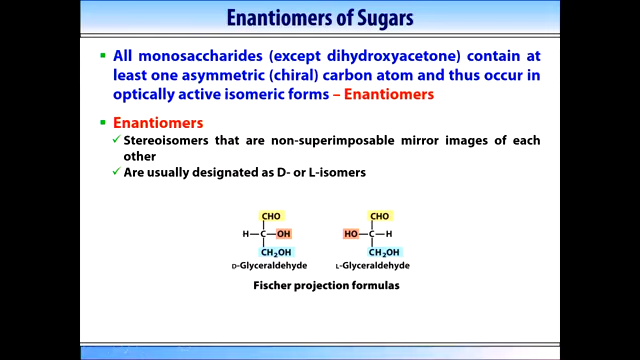 Enantiomers of Sugars
All monosaccharides (except dihydroxyacetone) contain at
least one asymmetric (chiral) carbon atom and thus occur in
optically active isomeric forms – Enantiomers
Enantiomers
✓ Stereoisomers that are non-superimposable mirror images of each
other
✓ Are usually designated as D- or L-isomers
CHO CHO
H—C—OH HO—C—H
CH₂OH CH₂OH
D-Glyceraldehyde L-Glyceraldehyde
Fischer projection formulas